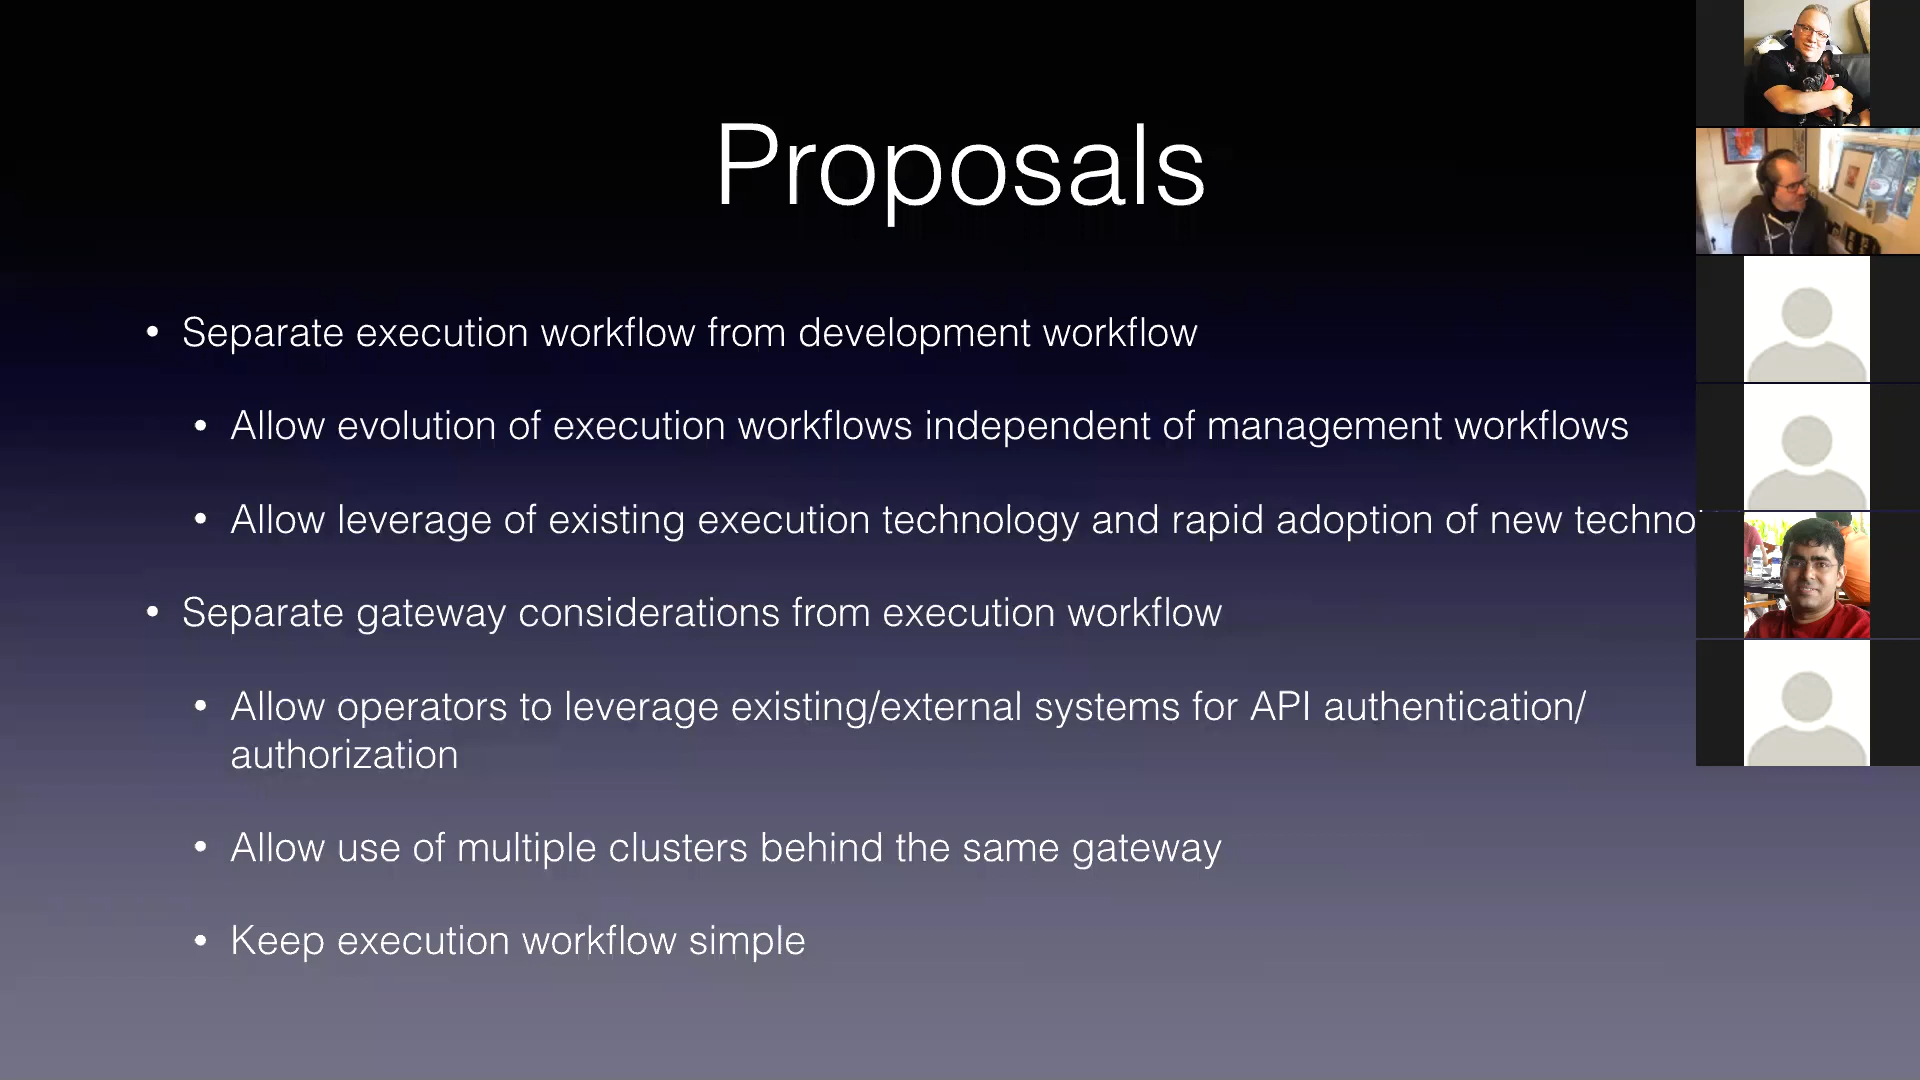 Proposals
• Separate execution workflow from development workflow
• Allow evolution of execution workflows independent of management workflows
• Allow leverage of existing execution technology and rapid adoption of new
• Separate gateway considerations from execution workflow
• Allow operators to leverage existing/external systems for API authentication/
authorization
• Allow use of multiple clusters behind the same gateway
• Keep execution workflow simple